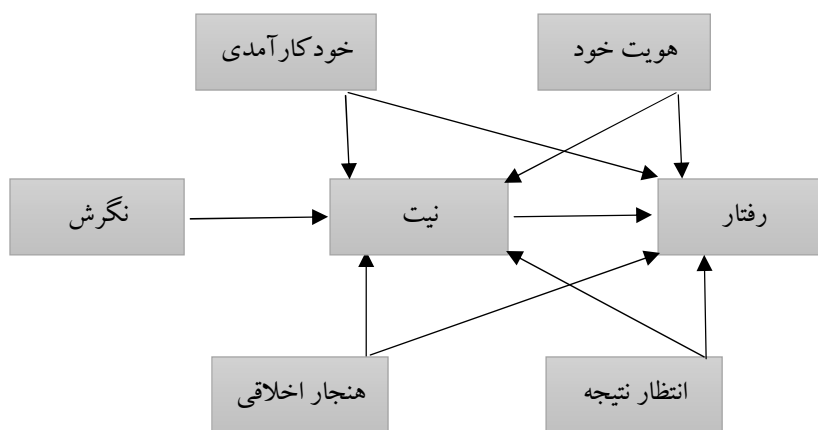 هویت خود
خودکارآمدی
رفتار
نیت
نگرش
انتظار نتیجه
هنجار اخلاقی